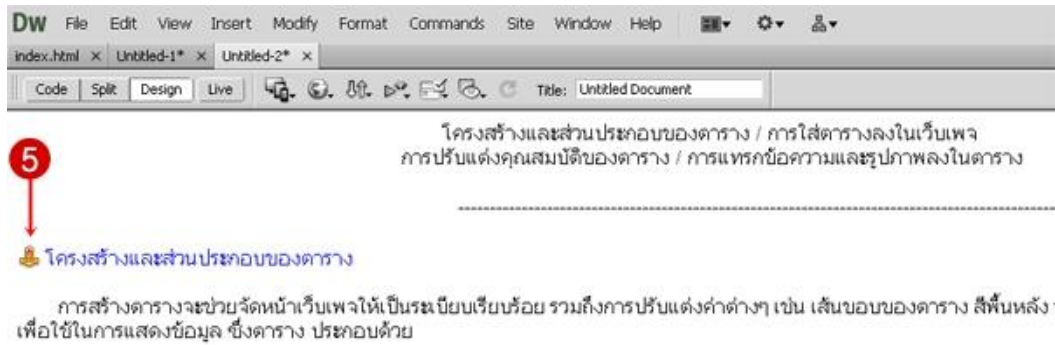 DW File Edit View Insert Modify Format Commands Site Window Help
index.html × Untitled-1* × Untitled-2* ×
Code Split Design Live Title: Untitled Document
โครงสร้างและส่วนประกอบของตาราง / การใส่ตารางลงในเว็บเพจ
การปรับแต่งคุณสมบัติของตาราง / การแทรกข้อความและรูปภาพลงในตาราง
5
โครงสร้างและส่วนประกอบของตาราง
การสร้างตารางจะช่วยจัดหน้าเว็บเพจให้เป็นระเบียบเรียบร้อย รวมถึงการปรับแต่งค่าต่างๆ เช่น เส้นขอบของตาราง สีพื้นหลัง
เพื่อใช้ในการแสดงข้อมูล ซึ่งตาราง ประกอบด้วย